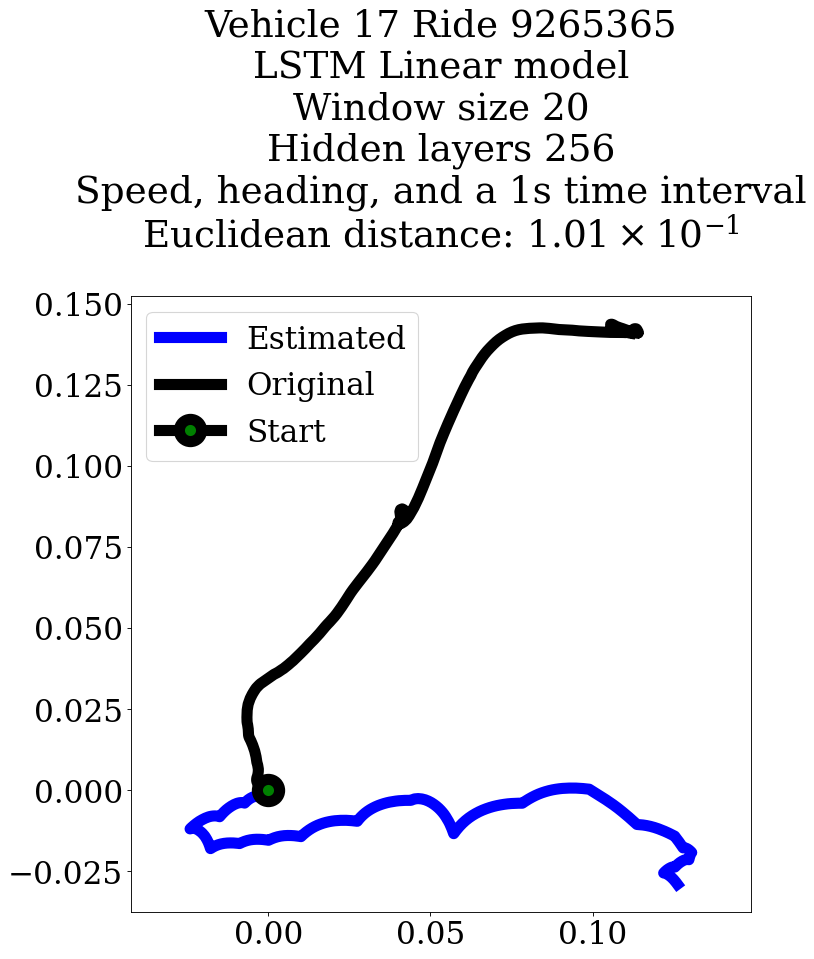 Vehicle 17 Ride 9265365
LSTM Linear model
Window size 20
Hidden layers 256
Speed, heading, and a 1s time interval
Euclidean distance: 1.01 × 10⁻¹
0.150
0.125
0.100
0.075
0.050
0.025
0.000
−0.025
Estimated
Original
Start
0.00 0.05 0.10